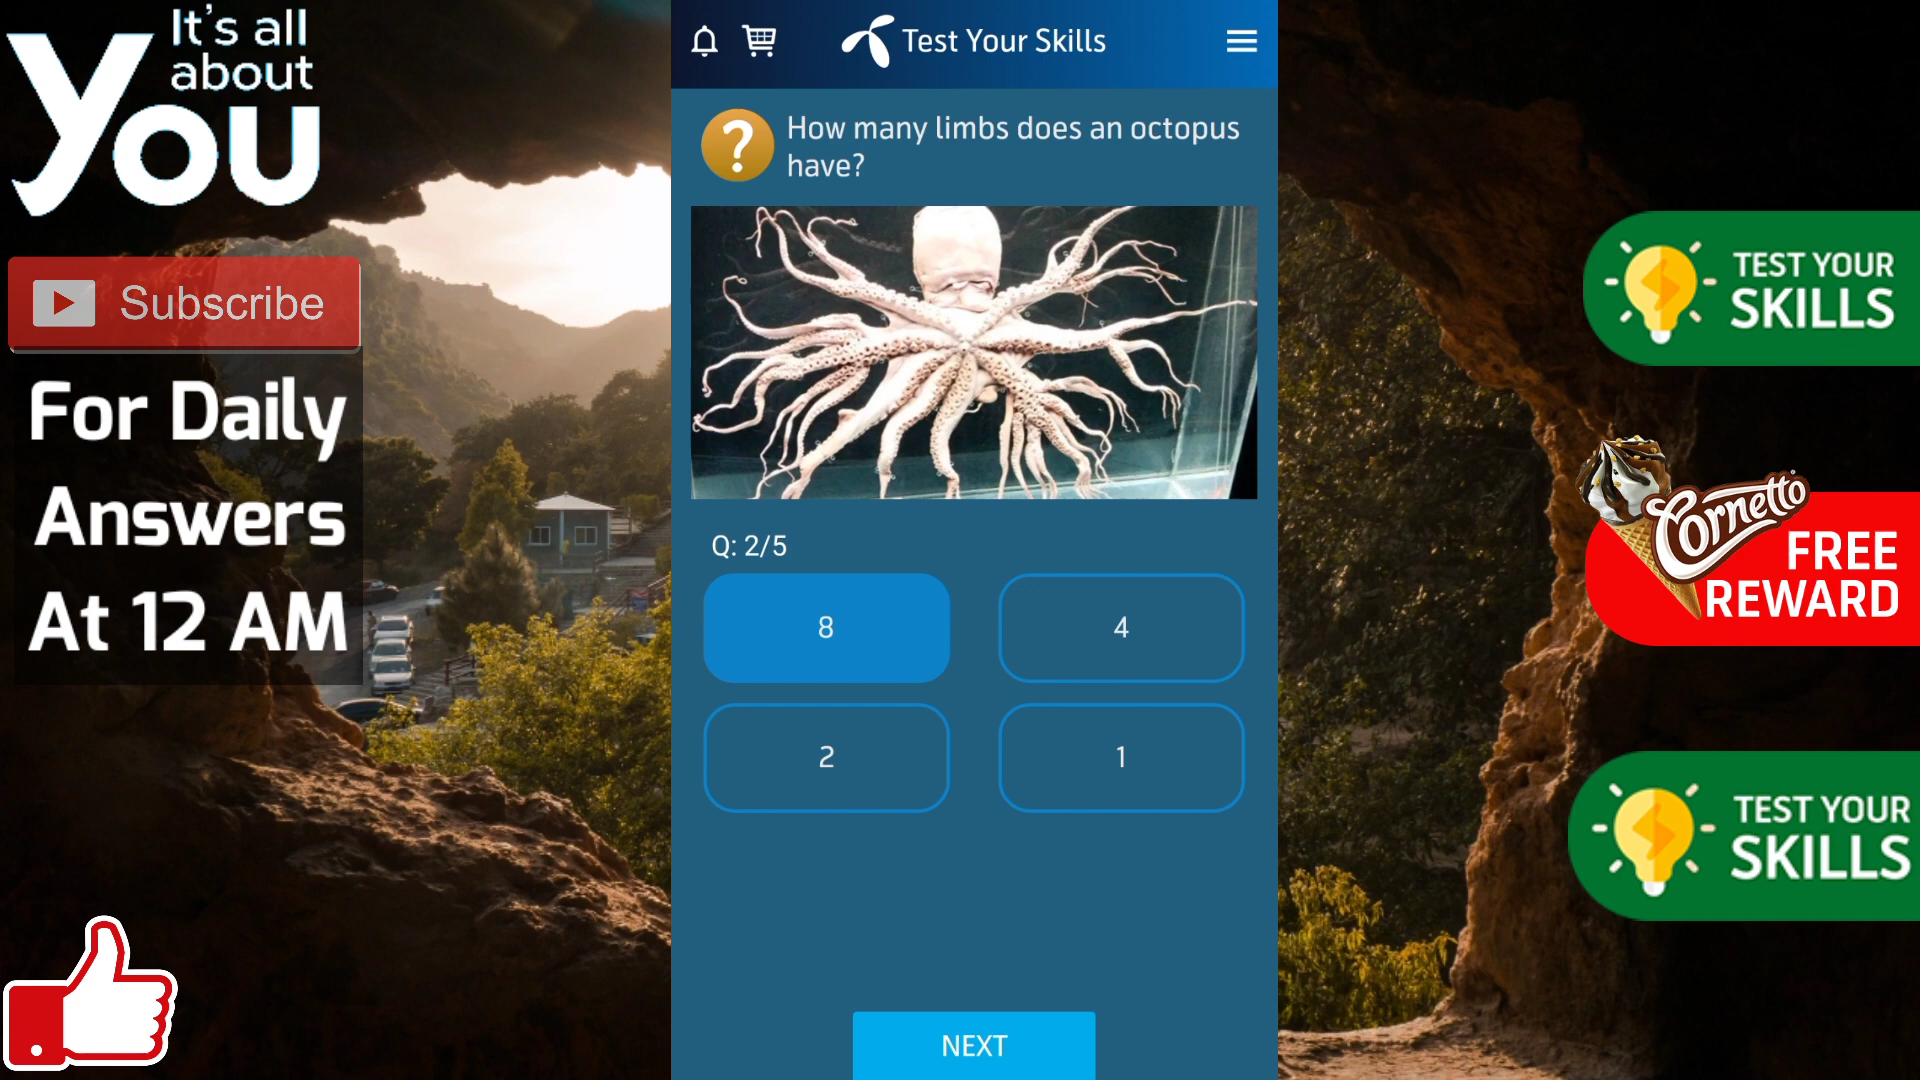 It's all
about
You
Subscribe
For Daily
Answers
At 12 AM
Test Your Skills
?
How many limbs does an octopus
have?
Q: 2/5
8
4
2
1
NEXT
TEST YOUR
SKILLS
Cornetto
FREE
REWARD
TEST YOUR
SKILLS